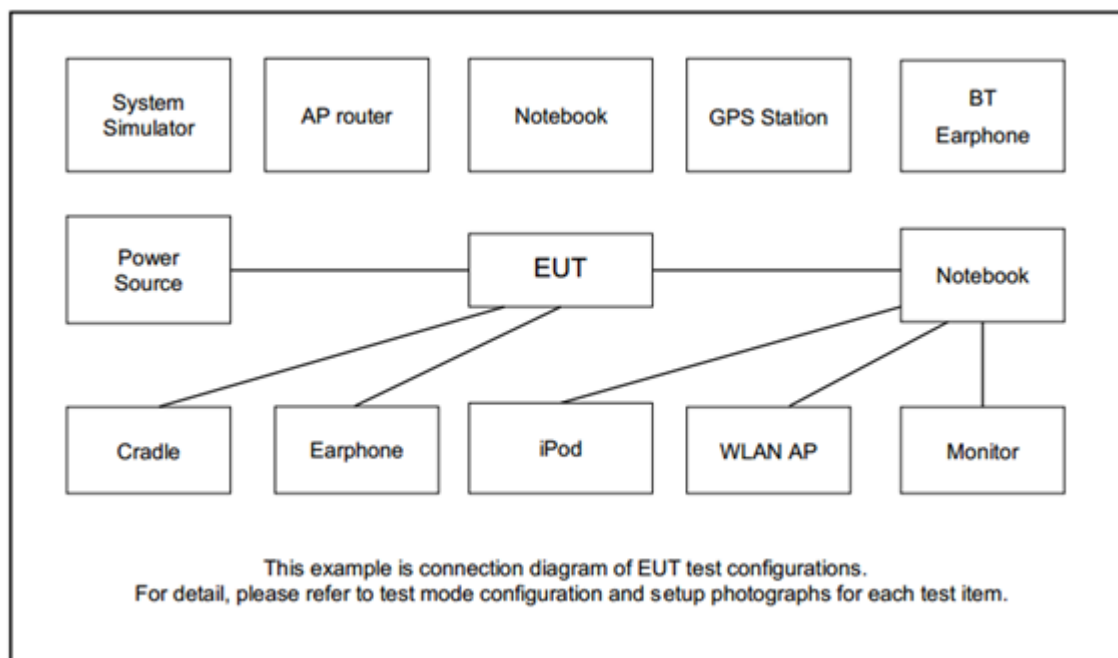 System
Simulator
AP router
Notebook
GPS Station
BT
Earphone
Power
Source
EUT
Notebook
Cradle
Earphone
iPod
WLAN AP
Monitor
This example is connection diagram of EUT test configurations.
For detail, please refer to test mode configuration and setup photographs for each test item.